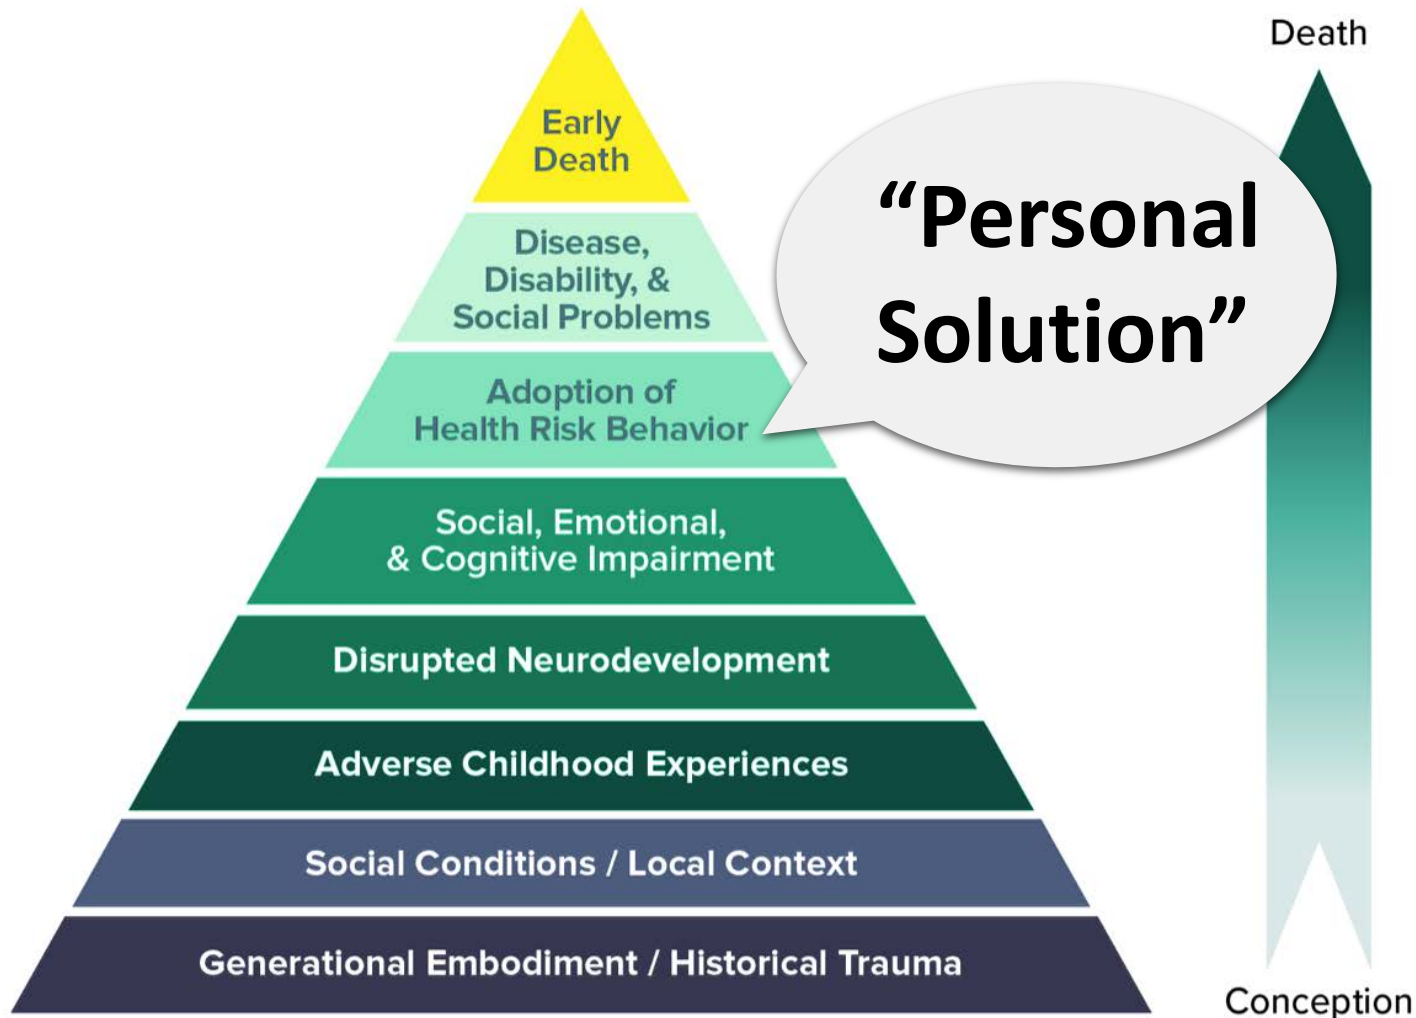 Death
Early
Death
“Personal
Solution”
Disease,
Disability, &
Social Problems
Adoption of
Health Risk Behavior
Social, Emotional,
& Cognitive Impairment
Disrupted Neurodevelopment
Adverse Childhood Experiences
Social Conditions / Local Context
Generational Embodiment / Historical Trauma
Conception